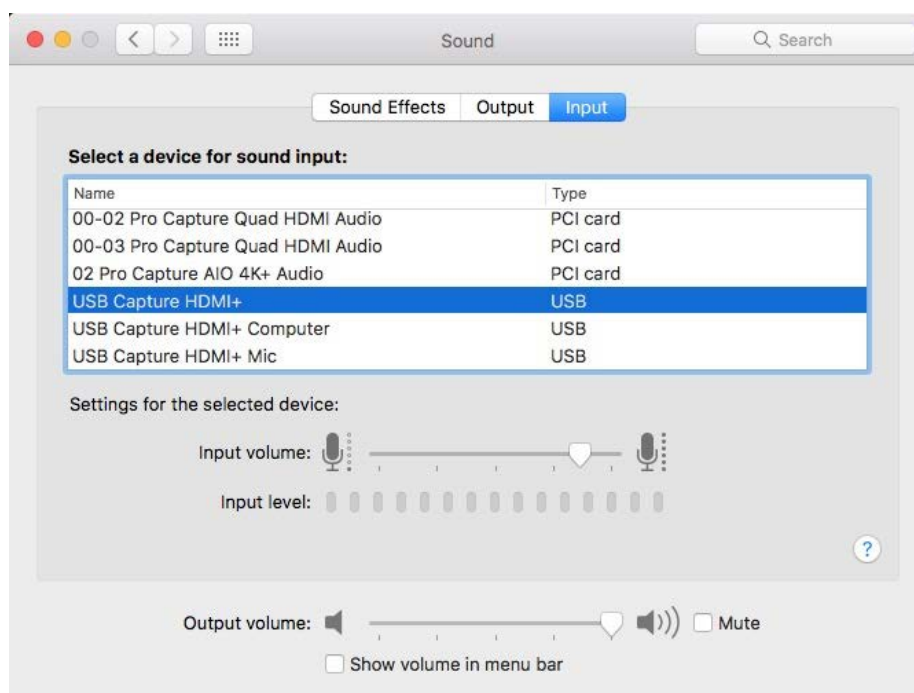 Sound
Search
Sound Effects Output Input
Select a device for sound input:
Name Type
00-02 Pro Capture Quad HDMI Audio PCI card
00-03 Pro Capture Quad HDMI Audio PCI card
02 Pro Capture AIO 4K+ Audio PCI card
USB Capture HDMI+ USB
USB Capture HDMI+ Computer USB
USB Capture HDMI+ Mic USB
Settings for the selected device:
Input volume:
Input level:
?
Output volume: Mute
Show volume in menu bar